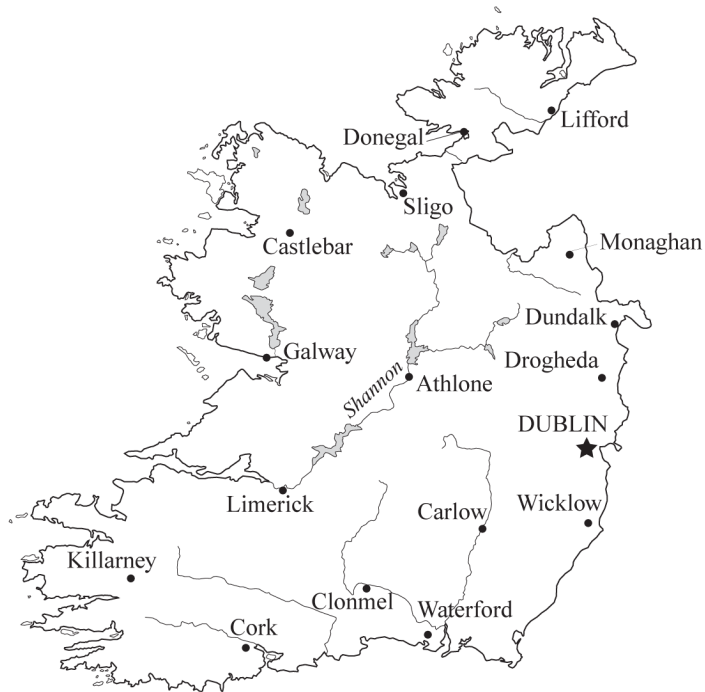 Lifford
Donegal
Sligo
Monaghan
Castlebar
Dundalk
Galway
Drogheda
Shannon
Athlone
DUBLIN
Limerick
Wicklow
Carlow
Killarney
Clonmel
Waterford
Cork